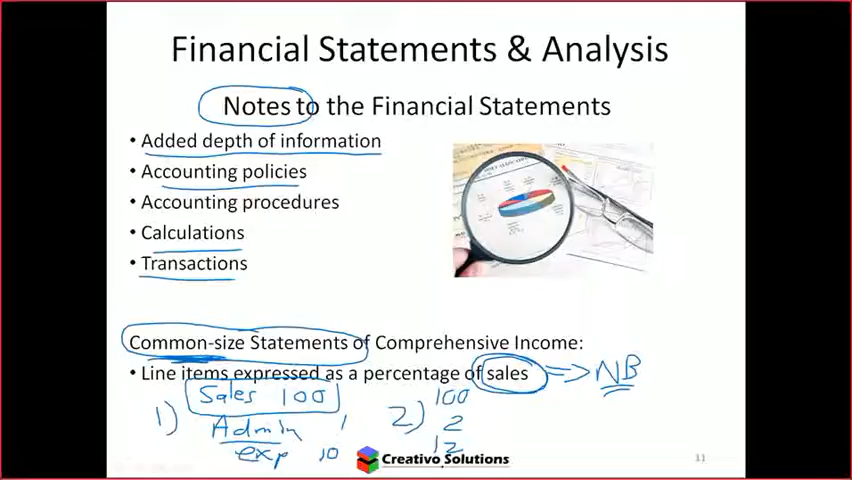 Financial Statements & Analysis
Notes to the Financial Statements
• Added depth of information
• Accounting policies
• Accounting procedures
• Calculations
• Transactions
Common-size Statements of Comprehensive Income:
• Line items expressed as a percentage of sales => NB
1) Sales 100
Admin 1
exp 10
2) 100
2
12
Creativo Solutions
11